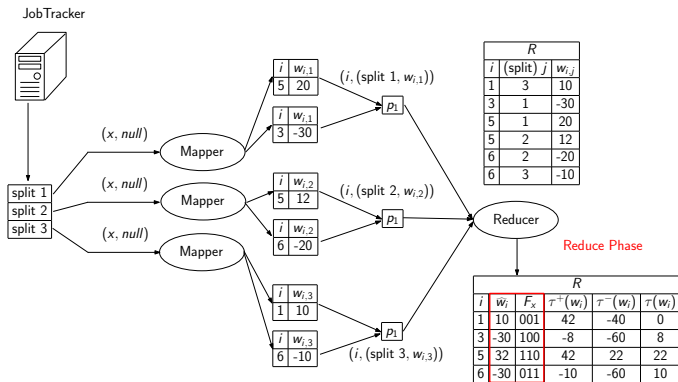 JobTracker
split 1
split 2
split 3
(x, null)
(x, null)
(x, null)
Mapper
Mapper
Mapper
i w_{i,1}
5 20
i w_{i,1}
3 -30
i w_{i,2}
5 12
i w_{i,2}
6 -20
i w_{i,3}
1 10
i w_{i,3}
6 -10
(i, (split 1, w_{i,1}))
p_1
(i, (split 2, w_{i,2}))
p_1
p_1
(i, (split 3, w_{i,3}))
R
i (split) j w_{i,j}
1 3 10
3 1 -30
5 1 20
5 2 12
6 2 -20
6 3 -10
Reducer
Reduce Phase
R
i ŵ_i F_x τ⁺(w_i) τ⁻(w_i) τ(w_i)
1 10 001 42 -40 0
3 -30 100 -8 -60 8
5 32 110 42 22 22
6 -30 011 -10 -60 10